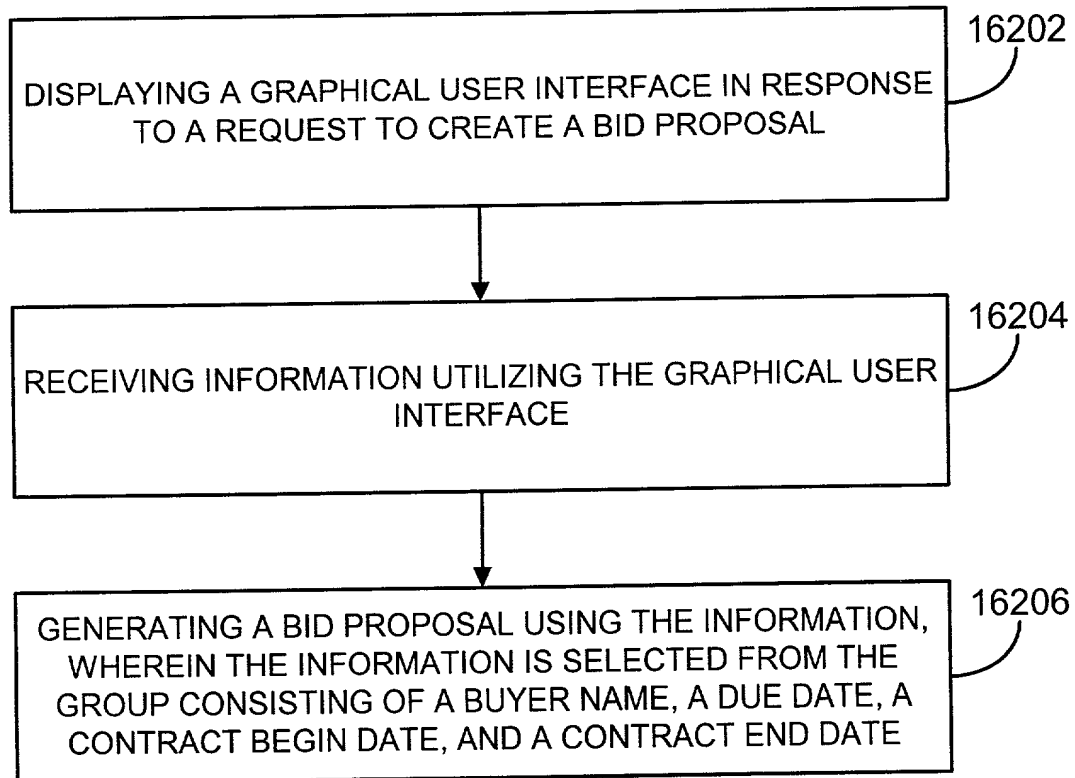 16202
DISPLAYING A GRAPHICAL USER INTERFACE IN RESPONSE
TO A REQUEST TO CREATE A BID PROPOSAL
16204
RECEIVING INFORMATION UTILIZING THE GRAPHICAL USER
INTERFACE
16206
GENERATING A BID PROPOSAL USING THE INFORMATION,
WHEREIN THE INFORMATION IS SELECTED FROM THE
GROUP CONSISTING OF A BUYER NAME, A DUE DATE, A
CONTRACT BEGIN DATE, AND A CONTRACT END DATE